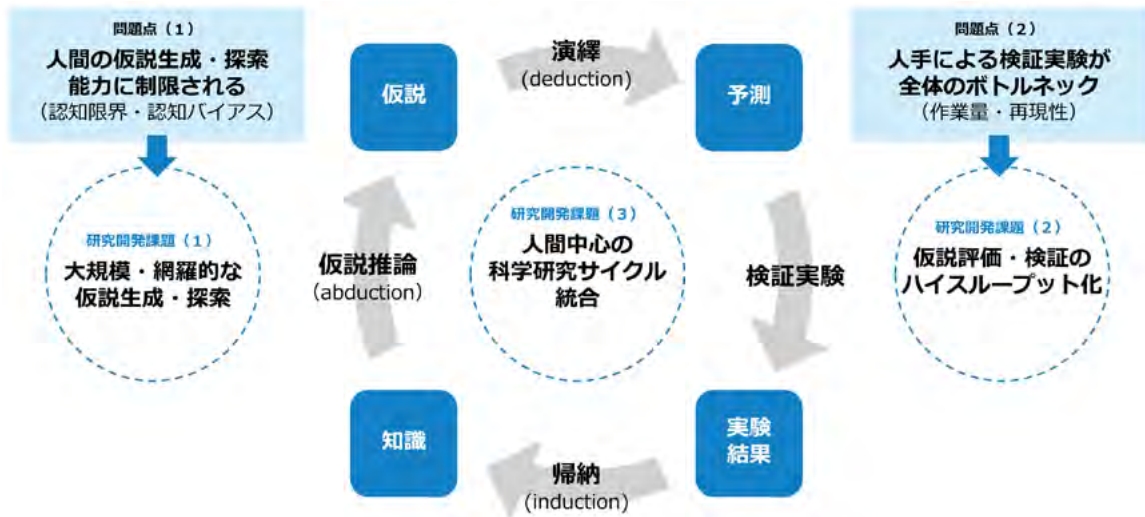 問題点（1）
人間の仮説生成・探索
能力に制限される
（認知限界・認知バイアス）
研究開発課題（1）
大規模・網羅的な
仮説生成・探索
仮説
演繹
(deduction)
予測
仮説推論
(abduction)
研究開発課題（3）
人間中心の
科学研究サイクル
統合
検証実験
知識
帰納
(induction)
実験
結果
問題点（2）
人手による検証実験が
全体のボトルネック
（作業量・再現性）
研究開発課題（2）
仮説評価・検証の
ハイスループット化